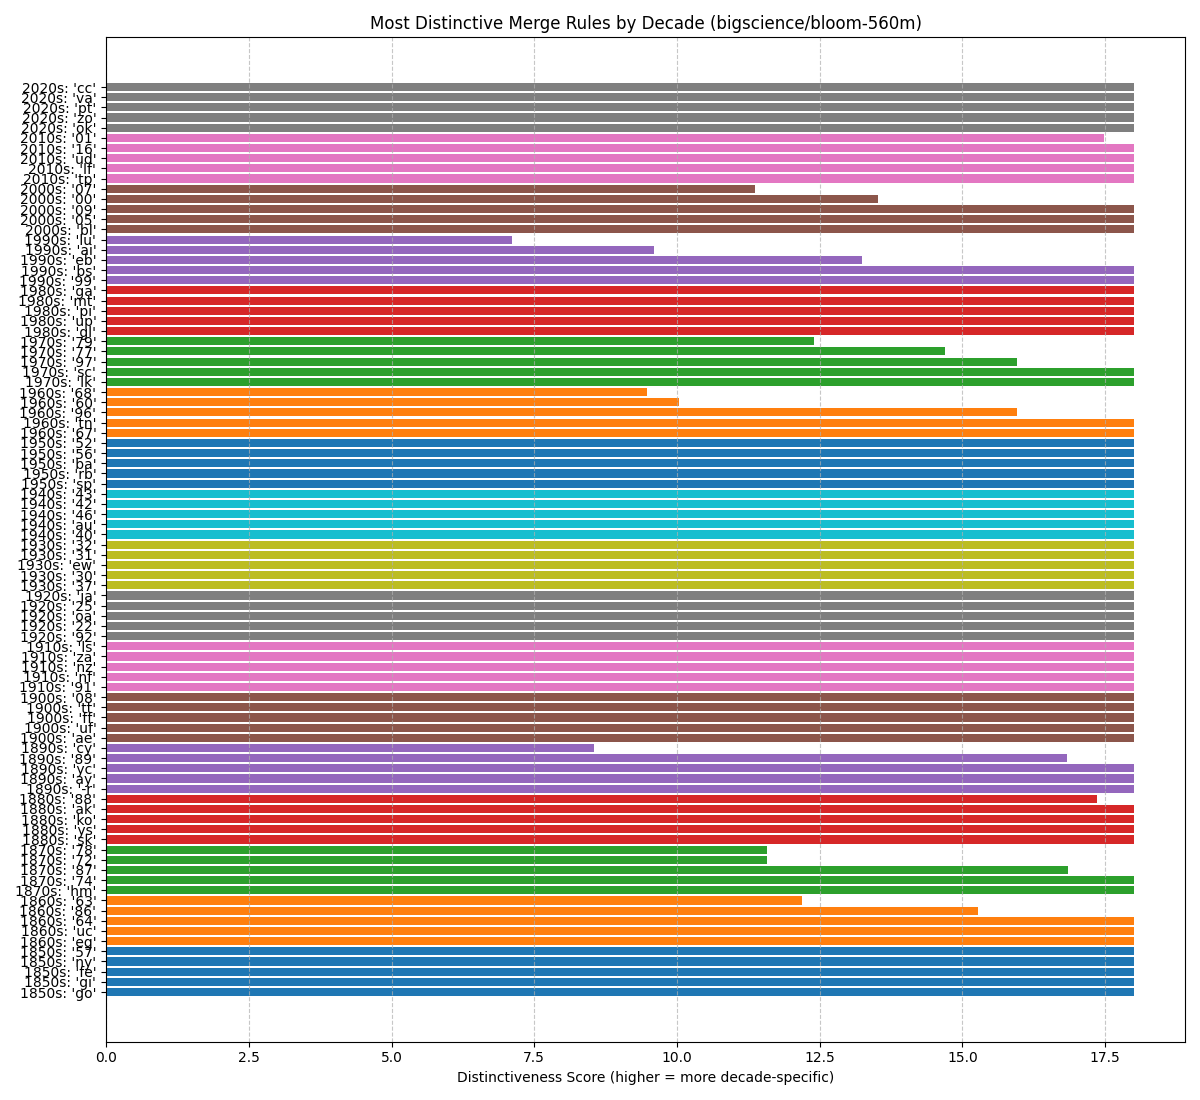 Most Distinctive Merge Rules by Decade (bigscience/bloom-560m)
2020s: 'cc'
2020s: 'va'
2020s: 'pt'
2020s: 'zo'
2020s: 'ok'
2010s: '01'
2010s: '16'
2010s: 'ud'
2010s: 'lf'
2010s: 'tp'
2000s: '07'
2000s: '00'
2000s: '09'
2000s: '05'
2000s: 'bl'
1990s: 'lu'
1990s: 'ai'
1990s: 'eb'
1990s: 'bs'
1990s: '99'
1980s: 'ga'
1980s: 'mt'
1980s: 'pi'
1980s: 'up'
1980s: 'dl'
1970s: '79'
1970s: '77'
1970s: '97'
1970s: 'sc'
1970s: 'lk'
1960s: '68'
1960s: '60'
1960s: '96'
1960s: 'tn'
1960s: '67'
1950s: '52'
1950s: '56'
1950s: 'ba'
1950s: 'rb'
1950s: 'sp'
1940s: '43'
1940s: '42'
1940s: '46'
1940s: 'au'
1940s: '40'
1930s: '32'
1930s: '31'
1930s: 'ew'
1930s: '30'
1930s: '37'
1920s:
1920s: '25'
1920s: 'oa'
1920s: '22'
1920s: '92'
1910s: 'ls'
1910s: 'za'
1910s: 'nz'
1910s: 'nf'
1910s: '91'
1900s: '08'
1900s: 'tt'
1900s: 'ff'
1900s: 'uf'
1900s: 'ae'
1890s: 'cy'
1890s: '89'
1890s: 'yc'
1890s: 'ay'
1890s: '-r'
1880s: '88'
1880s: 'ak'
1880s: 'ko'
1880s: 'ys'
1880s: 'sk'
1870s: '78'
1870s: '72'
1870s: '87'
1870s: '74'
1870s: 'hm'
1860s: '63'
1860s: '86'
1860s: '64'
1860s: 'uc'
1860s: 'eg'
1850s: '57'
1850s: 'ny'
1850s:
1850s: 'gi'
1850s: 'go'
0.0 2.5 5.0 7.5 10.0 12.5 15.0 17.5
Distinctiveness Score (higher = more decade-specific)